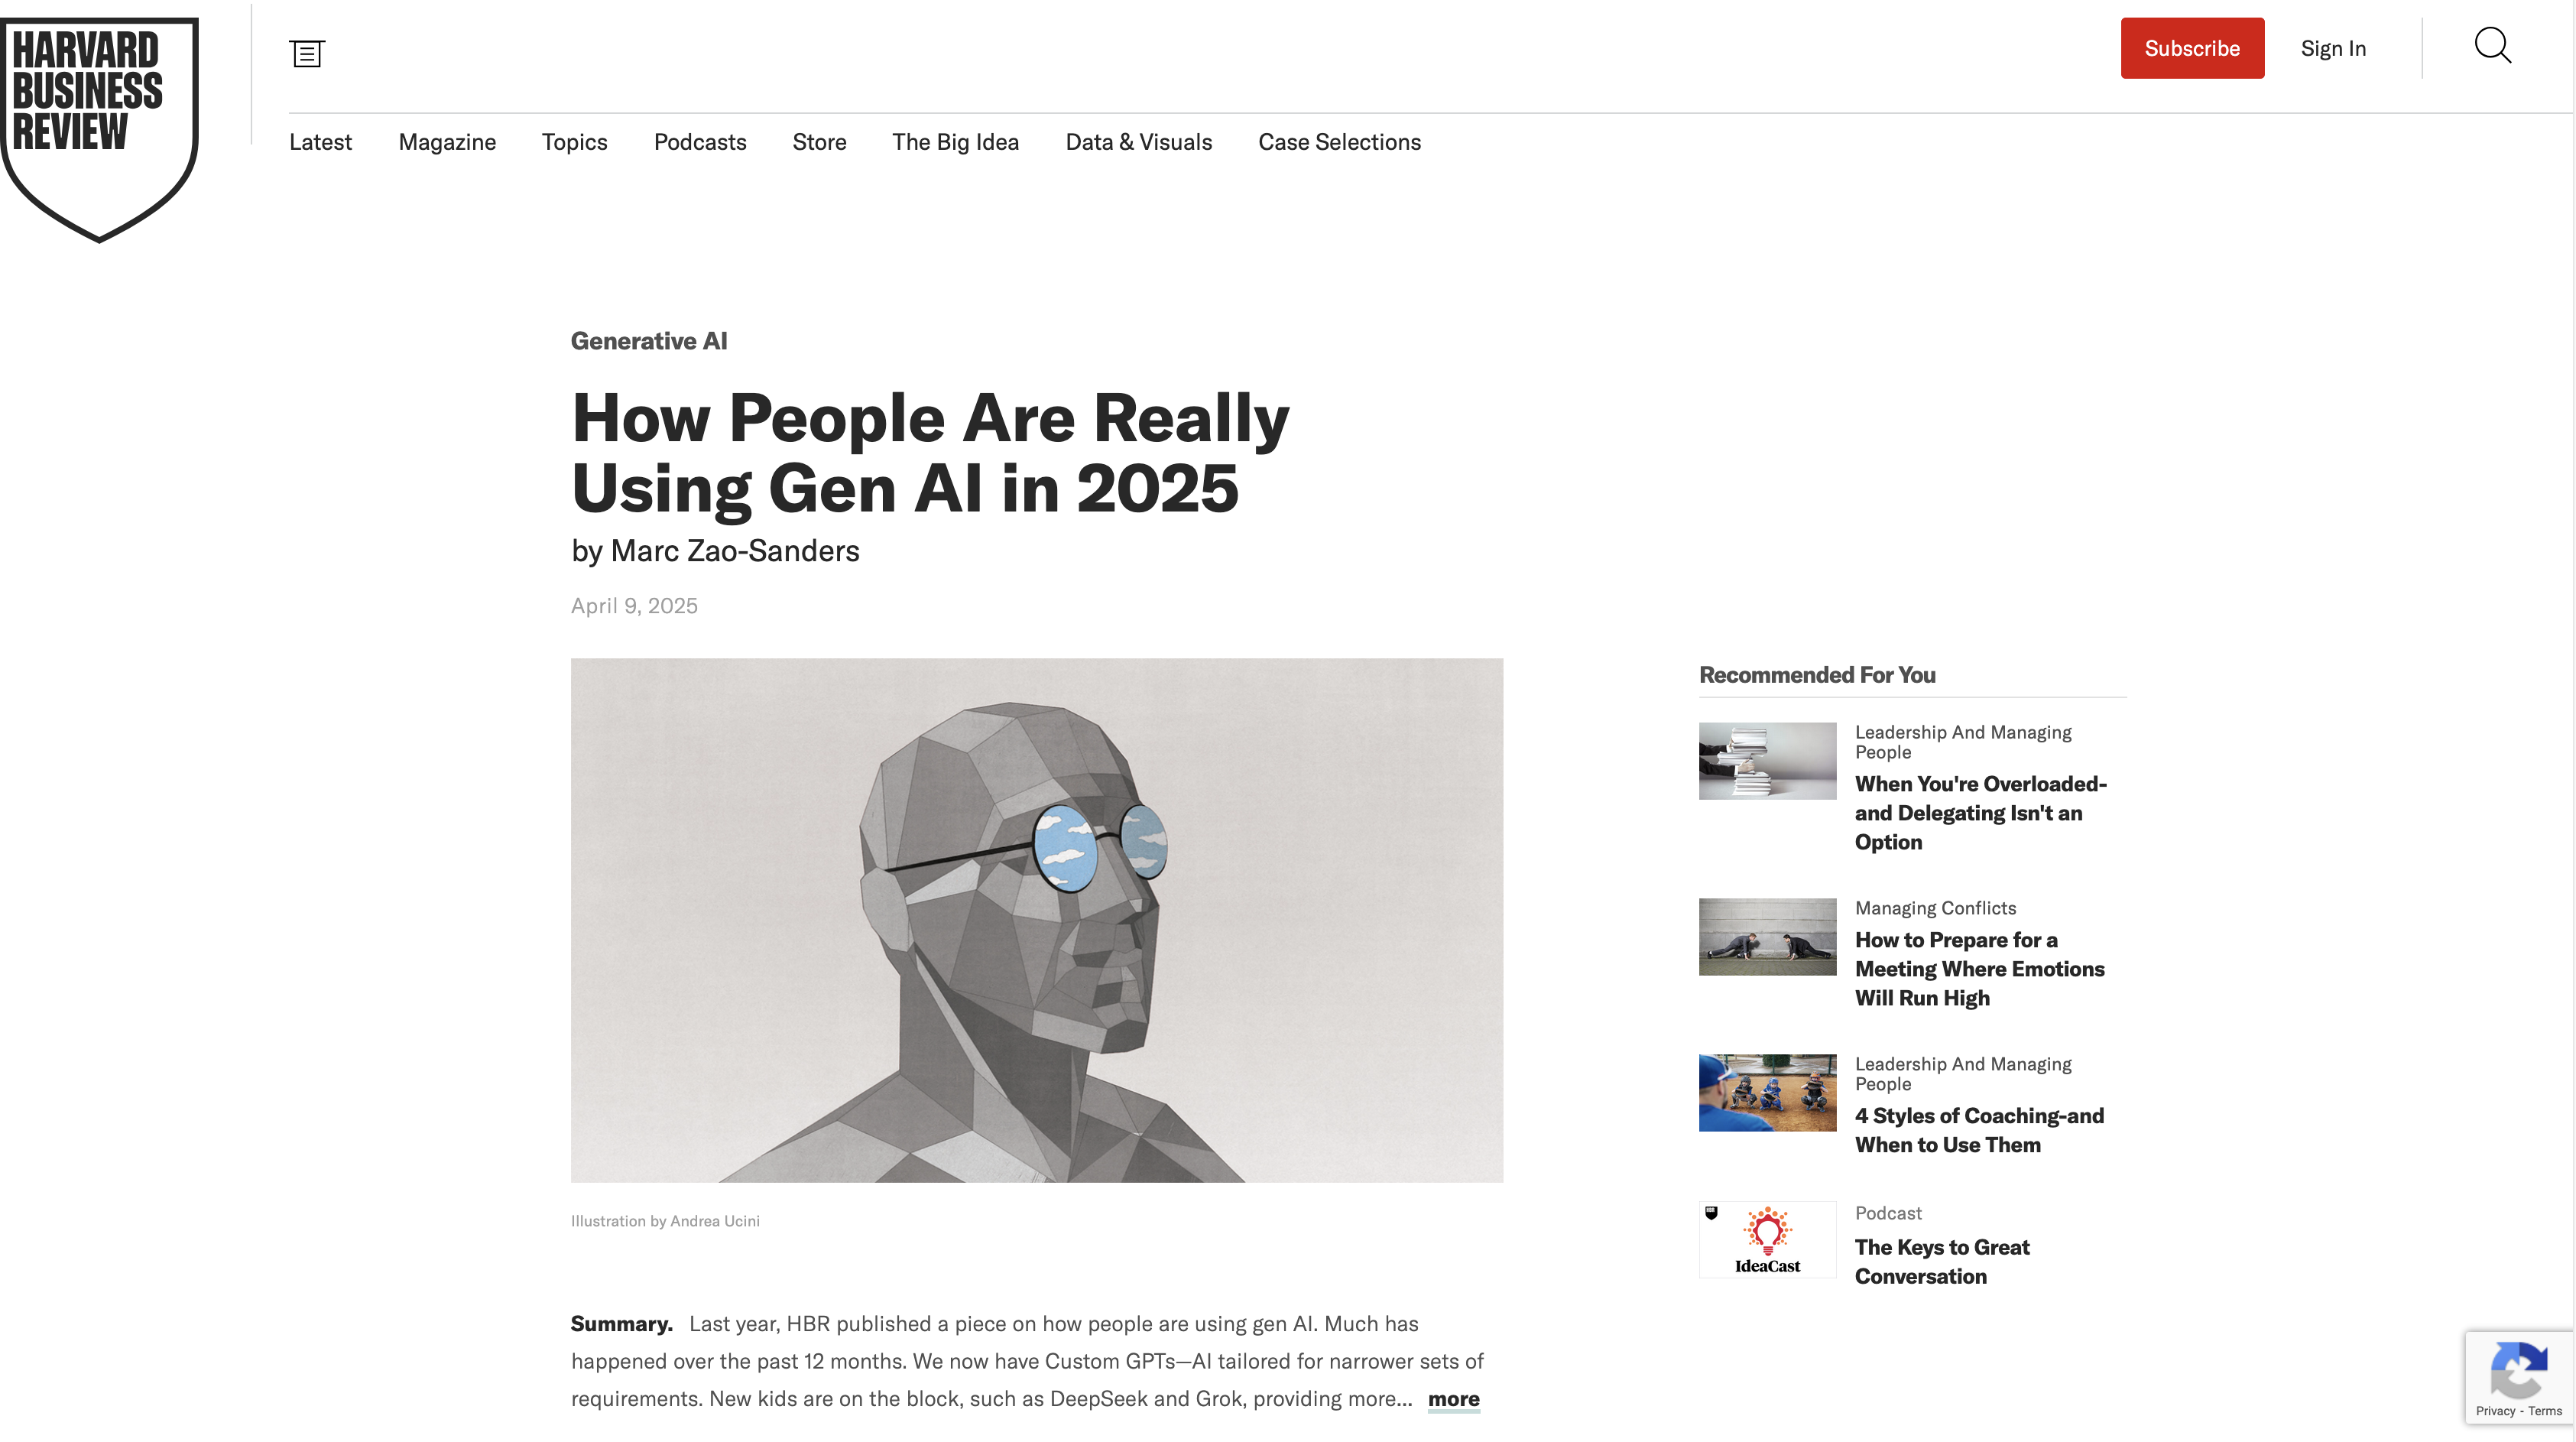 HARVARD
BUSINESS
REVIEW
Subscribe
Sign In
Latest
Magazine
Topics
Podcasts
Store
The Big Idea
Data & Visuals
Case Selections
Generative AI
How People Are Really
Using Gen AI in 2025
by Marc Zao-Sanders
April 9, 2025
Illustration by Andrea Ucini
Summary. Last year, HBR published a piece on how people are using gen AI. Much has
happened over the past 12 months. We now have Custom GPTs—AI tailored for narrower sets of
requirements. New kids are on the block, such as DeepSeek and Grok, providing more... more
Recommended For You
Leadership And Managing
People
When You're Overloaded-
and Delegating Isn't an
Option
Managing Conflicts
How to Prepare for a
Meeting Where Emotions
Will Run High
Leadership And Managing
People
4 Styles of Coaching-and
When to Use Them
IdeaCast
Podcast
The Keys to Great
Conversation
Privacy - Terms